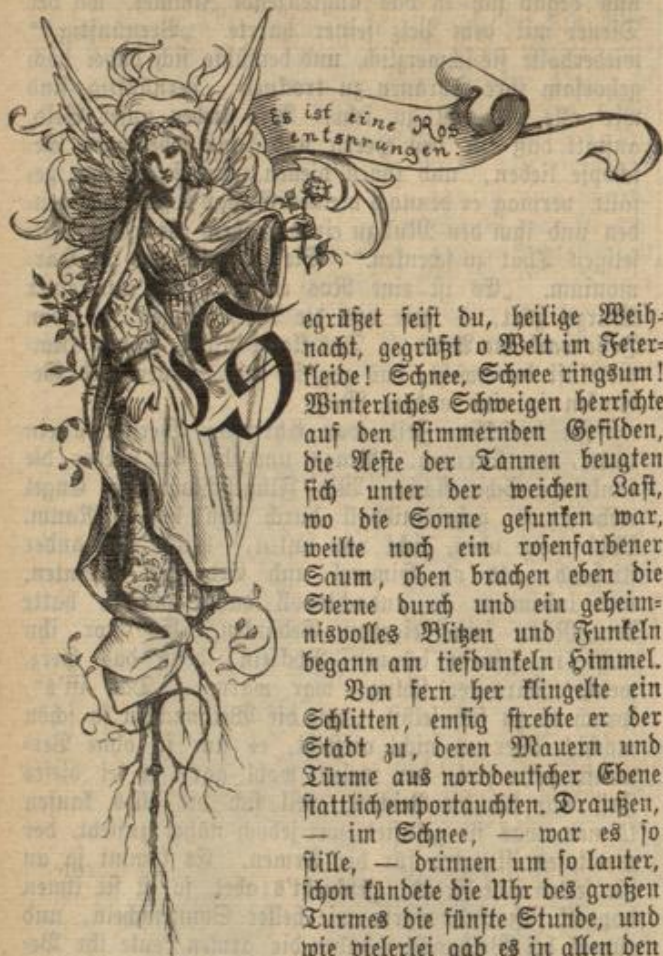 Es ist eine Ros
entsprungen.
Gegrüßet seist du, heilige Weih-
nacht, gegrüßt o Welt im Feier-
kleide! Schnee, Schnee ringsum!
Winterliches Schweigen herrschte
auf den flimmernden Gefilden,
die Aeste der Tannen beugten
sich unter der weichen Last,
wo die Sonne gesunken war,
weilte noch ein rosenfarbener
Saum, oben brachen eben die
Sterne durch und ein geheim-
nisvolles Blitzen und Funkeln
begann am tiefdunkeln Himmel.
Von fern her klingelte ein
Schlitten, emsig strebte er der
Stadt zu, deren Mauern und
Türme aus norddeutscher Ebene
stattlich emportauchten. Draußen,
— im Schnee, — war es so
stille, — drinnen um so lauter,
schon kündete die Uhr des großen
Turmes die fünfte Stunde, und
wie vielerlei gab es in allen den